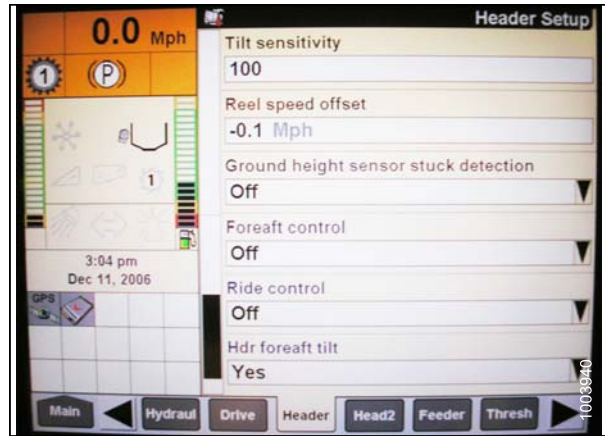 0.0 Mph
1
(P)
1
3:04 pm
Dec 11, 2006
GPS
Header Setup
Tilt sensitivity
100
Reel speed offset
-0.1 Mph
Ground height sensor stuck detection
Off
Foreaft control
Off
Ride control
Off
Hdr foreaft tilt
Yes
Main
Hydraul
Drive
Header
Head2
Feeder
Thresh
1003940